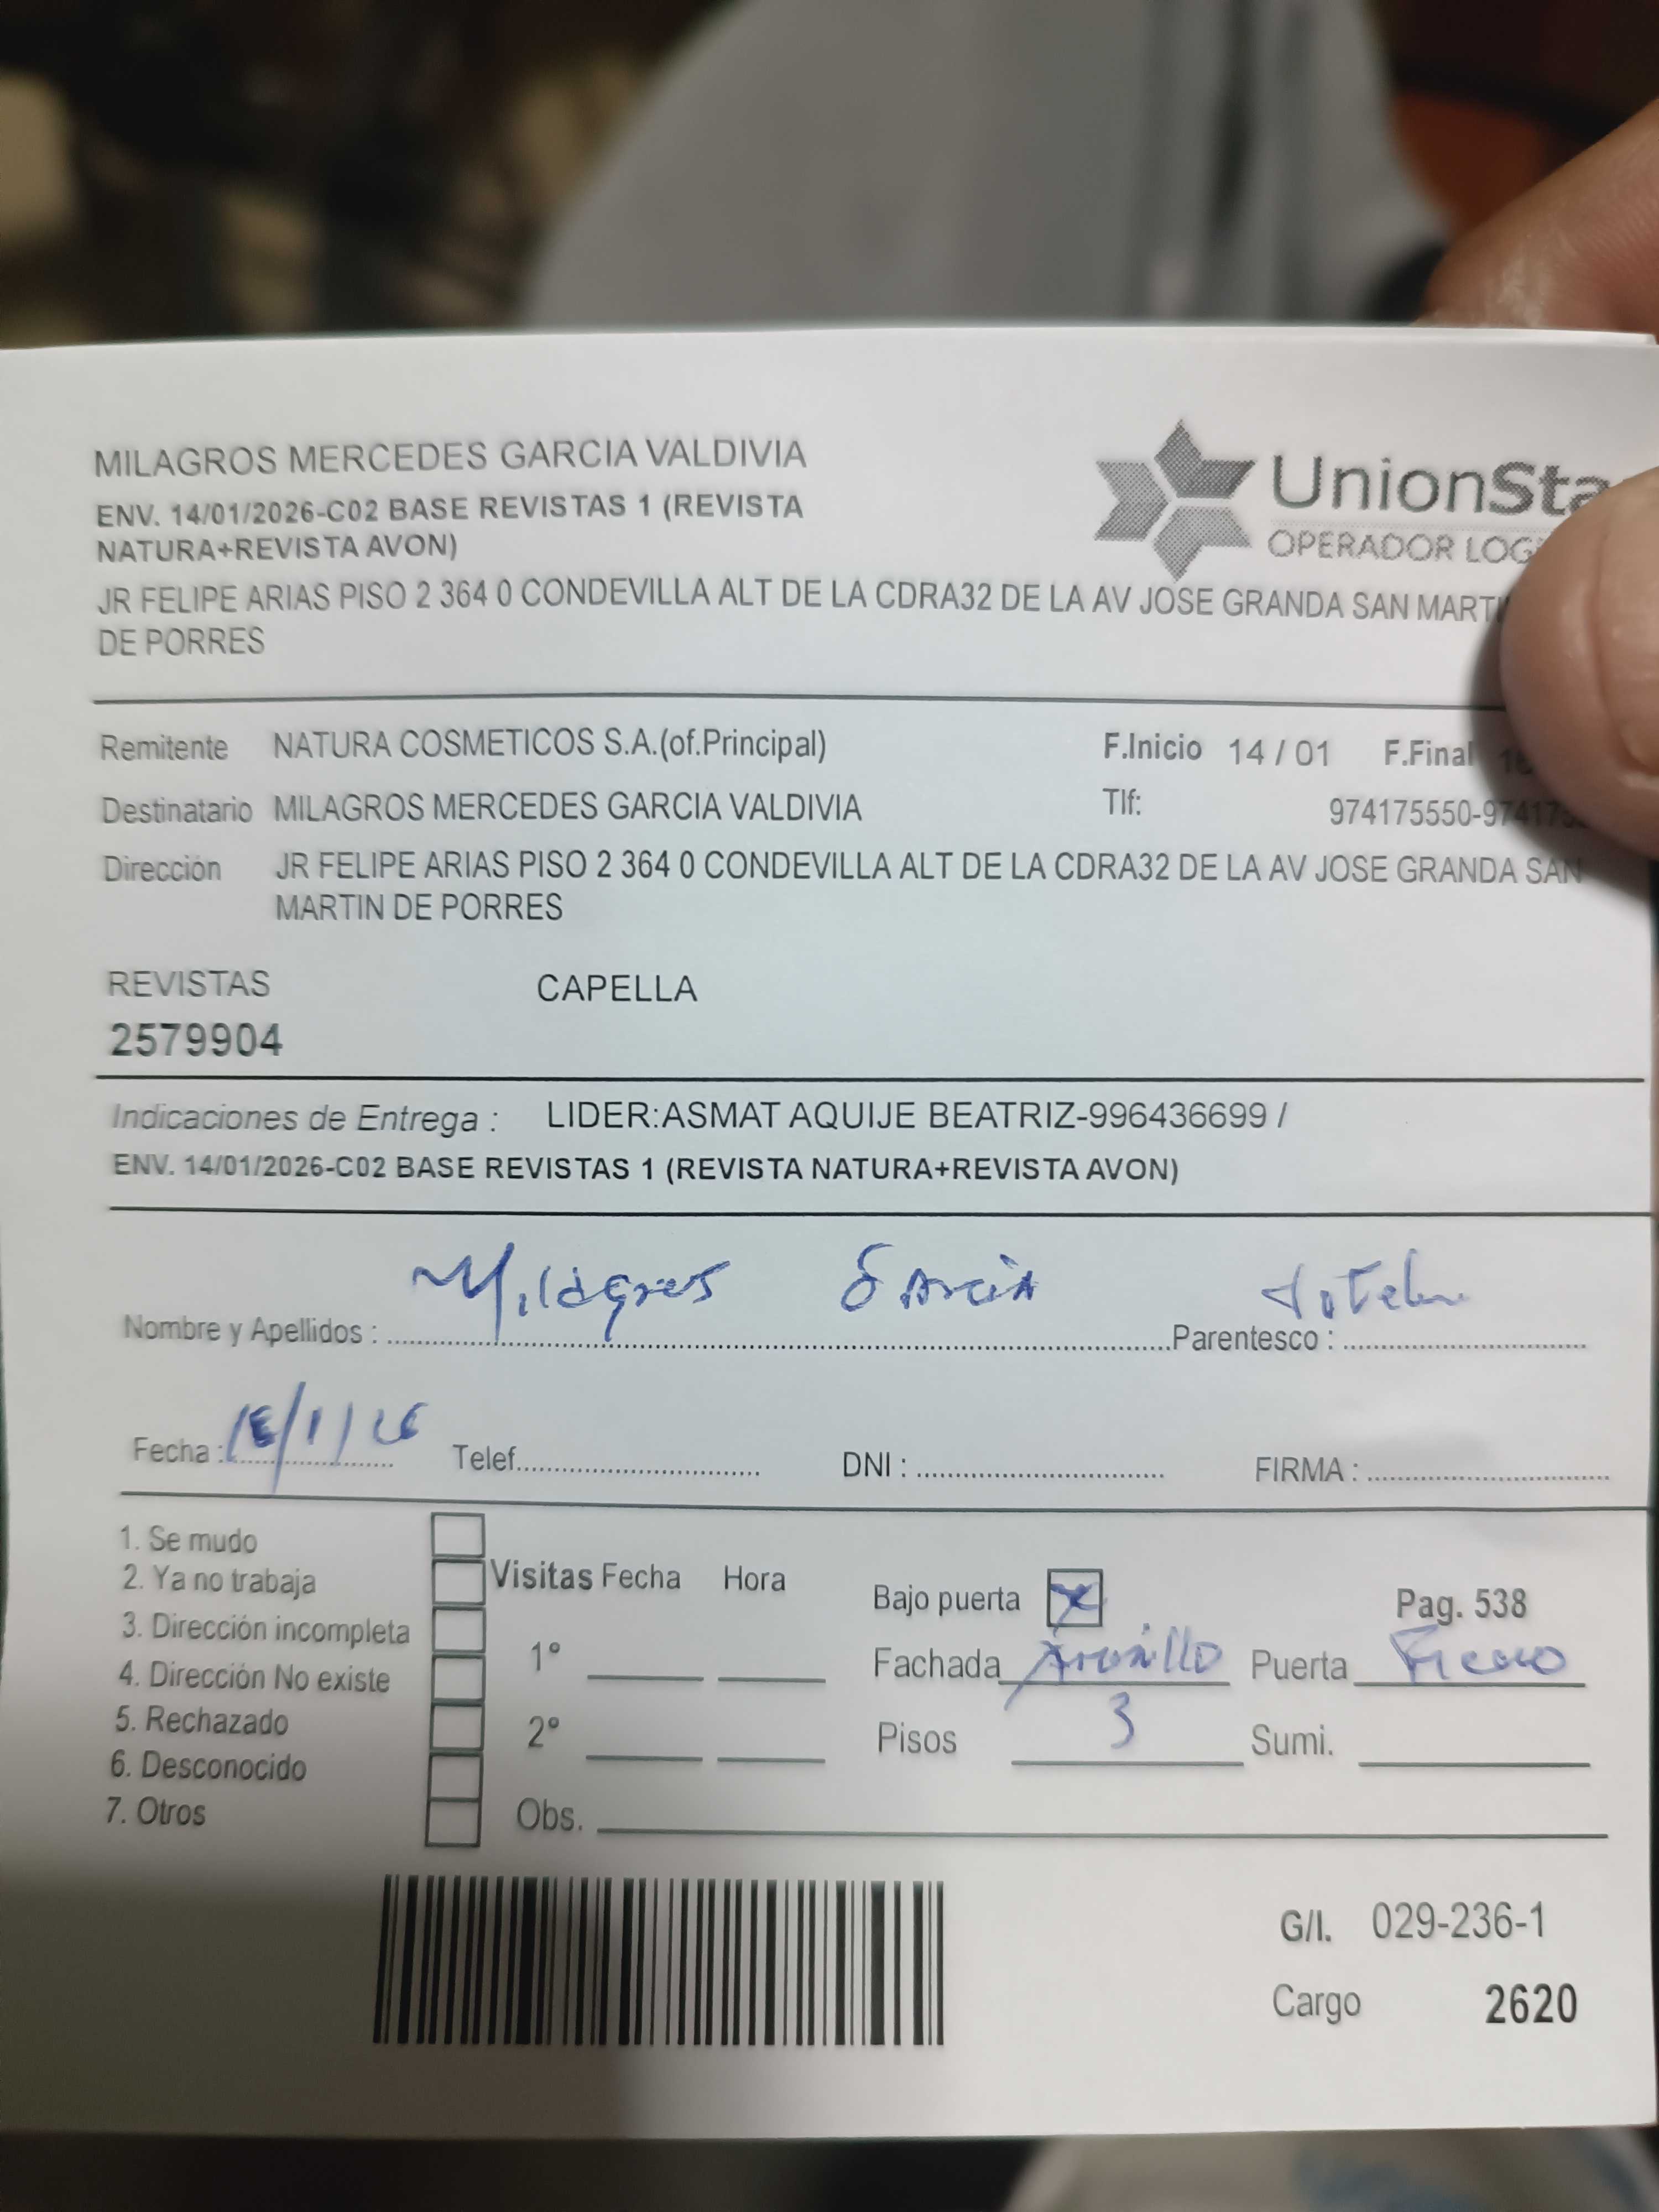 MILAGROS MERCEDES GARCIA VALDIVIA
ENV. 14/01/2026-C02 BASE REVISTAS 1 (REVISTA
NATURA+REVISTA AVON)
UnionSta
OPERADOR LOG
JR FELIPE ARIAS PISO 2 364 0 CONDEVILLA ALT DE LA CDRA32 DE LA AV JOSE GRANDA SAN MARTI
DE PORRES
Remitente NATURA COSMETICOS S.A.(of.Principal) F.Inicio 14 / 01 F.Final
Destinatario MILAGROS MERCEDES GARCIA VALDIVIA Tlf: 974175550-97417
Dirección JR FELIPE ARIAS PISO 2 364 0 CONDEVILLA ALT DE LA CDRA32 DE LA AV JOSE GRANDA SAN
MARTIN DE PORRES
REVISTAS CAPELLA
2579904
Indicaciones de Entrega : LIDER:ASMAT AQUIJE BEATRIZ-996436699 /
ENV. 14/01/2026-C02 BASE REVISTAS 1 (REVISTA NATURA+REVISTA AVON)
Nombre y Apellidos : Milagros Garcia Parentesco :
Fecha : Telef. DNI : FIRMA :
1. Se mudo
2. Ya no trabaja
3. Dirección incompleta
4. Dirección No existe
5. Rechazado
6. Desconocido
7. Otros
Visitas Fecha Hora
1°
2°
Obs.
Bajo puerta X Pag. 538
Fachada Puerta Fierro
Pisos 3 Sumi.
G/I. 029-236-1
Cargo 2620